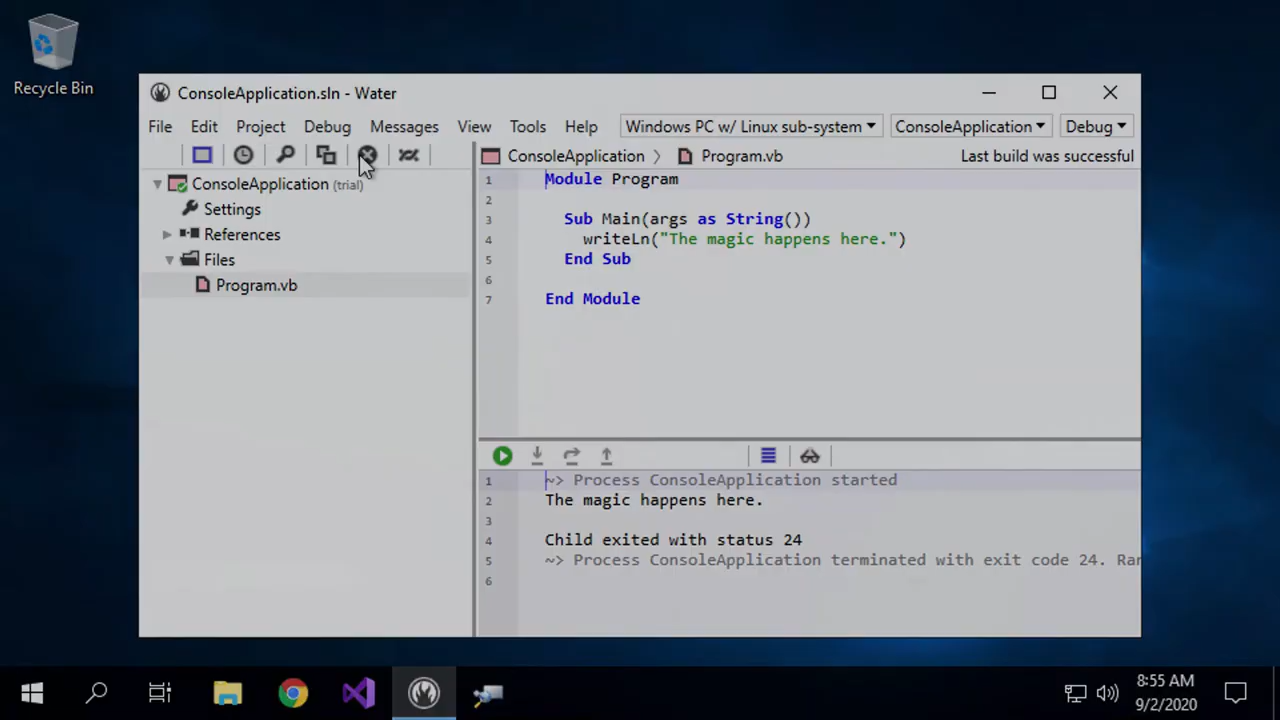 Recycle Bin
ConsoleApplication.sln - Water
File Edit Project Debug Messages View Tools Help Windows PC w/ Linux sub-system ConsoleApplication Debug
ConsoleApplication Program.vb Last build was successful
ConsoleApplication (trial)
Settings
References
Files
Program.vb
1 Module Program
2
3 Sub Main(args as String())
4 writeLn("The magic happens here.")
5 End Sub
6
7 End Module
1 ~> Process ConsoleApplication started
2 The magic happens here.
3
4 Child exited with status 24
5 ~> Process ConsoleApplication terminated with exit code 24. Ran
6
8:55 AM
9/2/2020